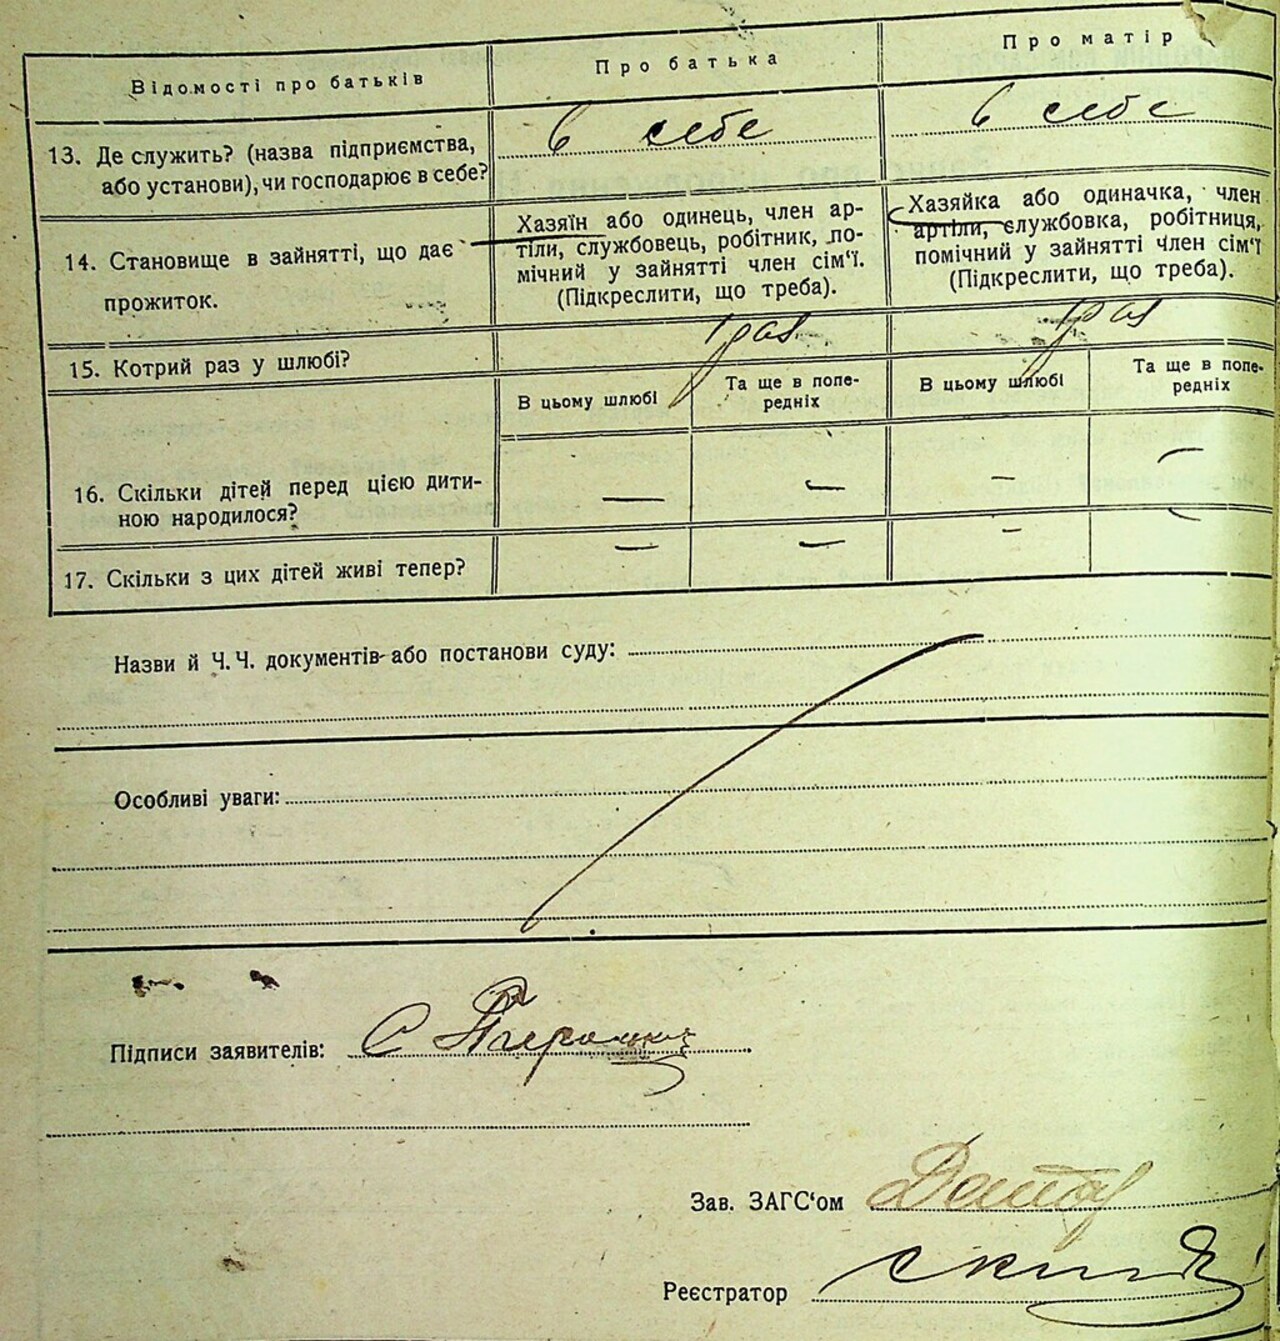 Відомості про батьків
Про батька
Про матір
13. Де служить? (назва підприємства,
або установи), чи господарює в себе?
в себе
в себе
14. Становище в зайнятті, що дає
прожиток.
Хазяїн або одинець, член ар-
тіли, службовець, робітник, по-
мічний у зайнятті член сім'ї.
(Підкреслити, що треба).
Хазяйка або одиначка, член
артіли, службовка, робітниця,
помічний у зайнятті член сім'ї
(Підкреслити, що треба).
15. Котрий раз у шлюбі?
1 раз
1 раз
В цьому шлюбі
Та ще в попе-
редніх
В цьому шлюбі
Та ще в попе-
редніх
16. Скільки дітей перед цією дити-
ною народилося?
— — — —
17. Скільки з цих дітей живі тепер?
— — — —
Назви й Ч. Ч. документів або постанови суду:
Особливі уваги:
Підписи заявителів: С
Зав. ЗАГС'ом
Реєстратор